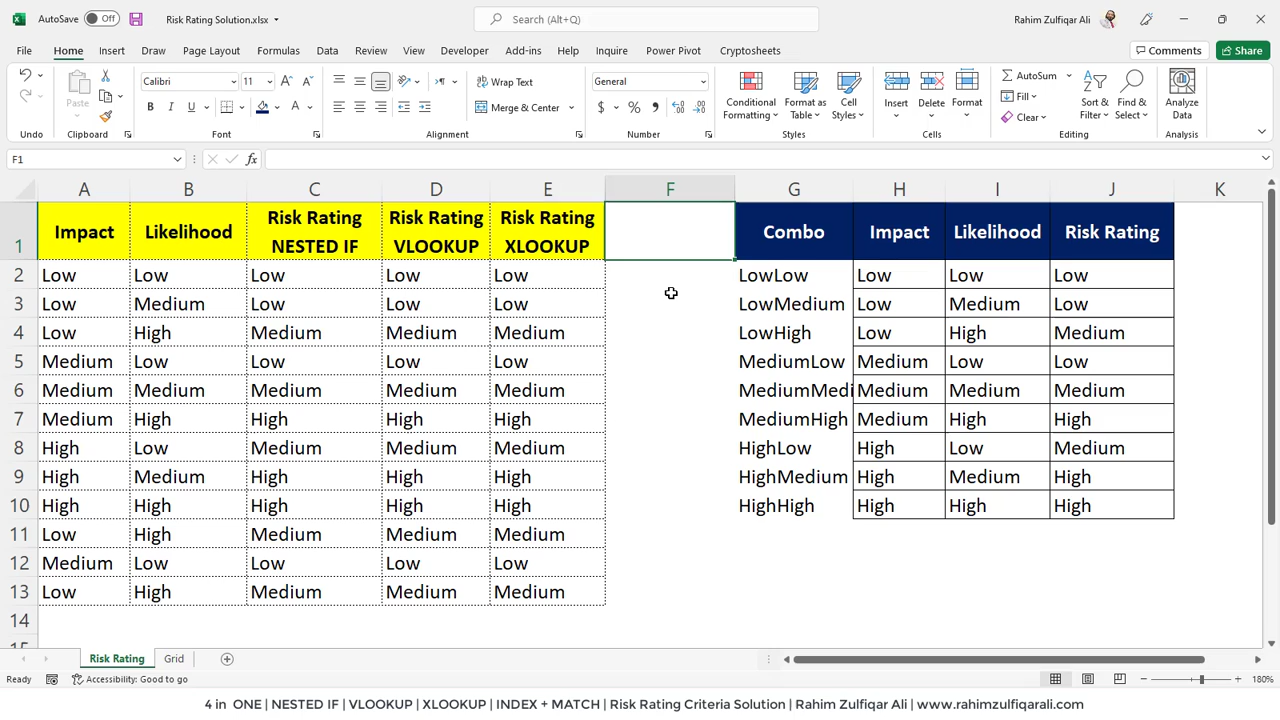 AutoSave Off Risk Rating Solution.xlsx Search (Alt+Q) Rahim Zulfiqar Ali
File Home Insert Draw Page Layout Formulas Data Review View Developer Add-ins Help Inquire Power Pivot Cryptosheets Comments Share
Calibri 11 Wrap Text General AutoSum
Paste Fill
B I U Merge & Center $ % , Conditional Formatting Format as Table Cell Styles Insert Delete Format Clear Sort & Filter Find & Select Analyze Data
Undo Clipboard Font Alignment Number Styles Cells Editing Analysis
F1 fx
A B C D E F G H I J K
1 Impact Likelihood Risk Rating NESTED IF Risk Rating VLOOKUP Risk Rating XLOOKUP Combo Impact Likelihood Risk Rating
2 Low Low Low Low Low LowLow Low Low Low
3 Low Medium Low Low Low LowMedium Low Medium Low
4 Low High Medium Medium Medium LowHigh Low High Medium
5 Medium Low Low Low Low MediumLow Medium Low Low
6 Medium Medium Medium Medium Medium MediumMedi Medium Medium Medium
7 Medium High High High High MediumHigh Medium High High
8 High Low Medium Medium Medium HighLow High Low Medium
9 High Medium High High High HighMedium High Medium High
10 High High High High High HighHigh High High High
11 Low High Medium Medium Medium
12 Medium Low Low Low Low
13 Low High Medium Medium Medium
14
15
Risk Rating Grid
Ready Accessibility: Good to go 180%
4 in ONE | NESTED IF | VLOOKUP | XLOOKUP | INDEX + MATCH | Risk Rating Criteria Solution | Rahim Zulfiqar Ali | www.rahimzulfiqarali.com